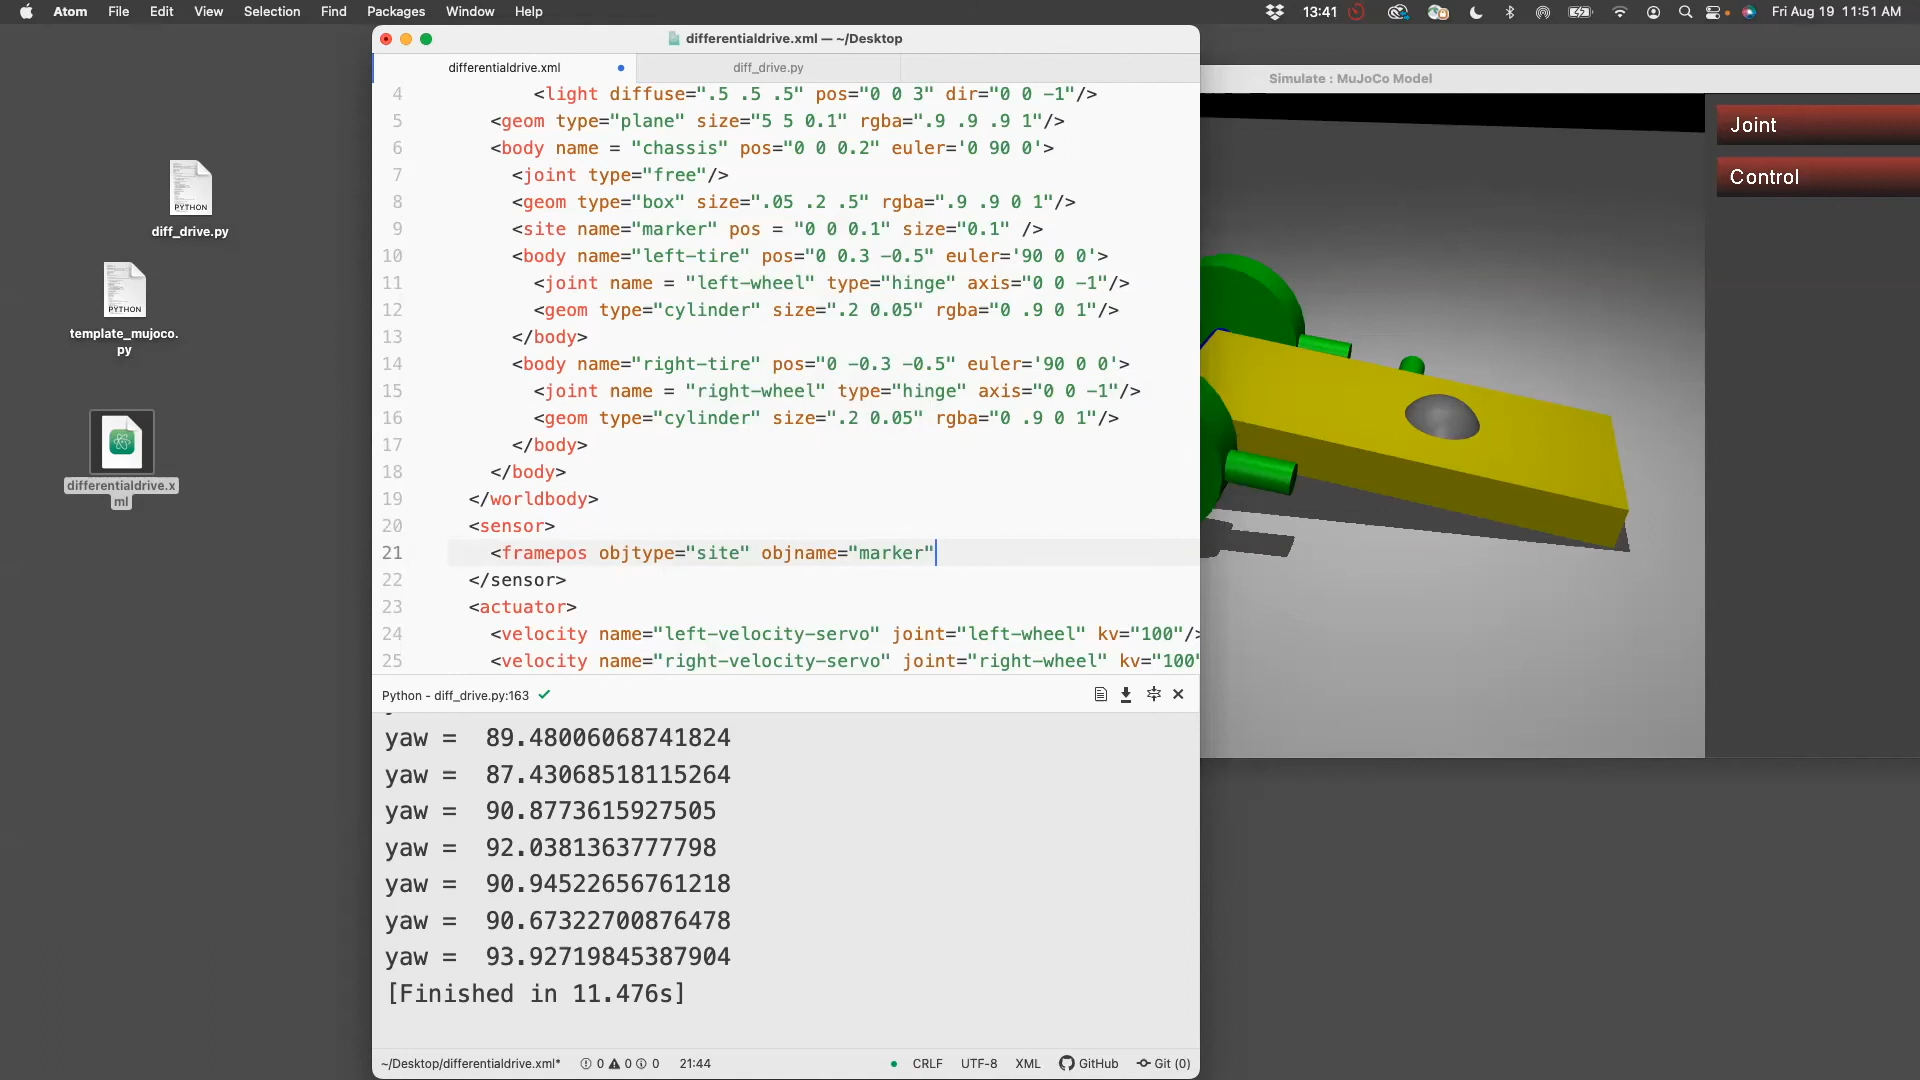 Atom File Edit View Selection Find Packages Window Help
13:41
Fri Aug 19 11:51 AM
differentialdrive.xml — ~/Desktop
differentialdrive.xml
diff_drive.py
Simulate : MuJoCo Model
Joint
Control
PYTHON
diff_drive.py
PYTHON
template_mujoco.
py
differentialdrive.x
ml
4 <light diffuse=".5 .5 .5" pos="0 0 3" dir="0 0 -1"/>
5 <geom type="plane" size="5 5 0.1" rgba=".9 .9 .9 1"/>
6 <body name = "chassis" pos="0 0 0.2" euler='0 90 0'>
7 <joint type="free"/>
8 <geom type="box" size=".05 .2 .5" rgba=".9 .9 0 1"/>
9 <site name="marker" pos = "0 0 0.1" size="0.1" />
10 <body name="left-tire" pos="0 0.3 -0.5" euler='90 0 0'>
11 <joint name = "left-wheel" type="hinge" axis="0 0 -1"/>
12 <geom type="cylinder" size=".2 0.05" rgba="0 .9 0 1"/>
13 </body>
14 <body name="right-tire" pos="0 -0.3 -0.5" euler='90 0 0'>
15 <joint name = "right-wheel" type="hinge" axis="0 0 -1"/>
16 <geom type="cylinder" size=".2 0.05" rgba="0 .9 0 1"/>
17 </body>
18 </body>
19 </worldbody>
20 <sensor>
21 <framepos objtype="site" objname="marker"
22 </sensor>
23 <actuator>
24 <velocity name="left-velocity-servo" joint="left-wheel" kv="100"/>
25 <velocity name="right-velocity-servo" joint="right-wheel" kv="100"
Python - diff_drive.py:163
yaw = 89.48006068741824
yaw = 87.43068518115264
yaw = 90.8773615927505
yaw = 92.0381363777798
yaw = 90.94522656761218
yaw = 90.67322700876478
yaw = 93.92719845387904
[Finished in 11.476s]
~/Desktop/differentialdrive.xml* 0 0 0 21:44 CRLF UTF-8 XML GitHub Git (0)